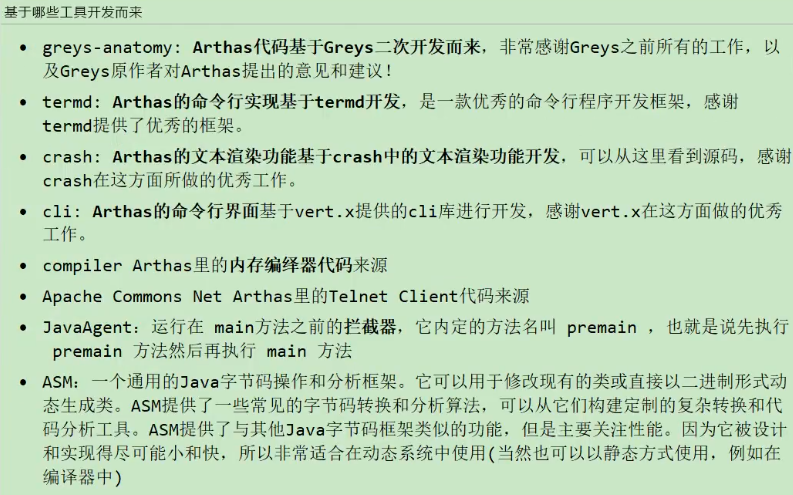 基于哪些工具开发而来
• greys-anatomy: Arthas代码基于Greys二次开发而来，非常感谢Greys之前所有的工作，以
及Greys原作者对Arthas提出的意见和建议！
• termd: Arthas的命令行实现基于termd开发，是一款优秀的命令行程序开发框架，感谢
termd提供了优秀的框架。
• crash: Arthas的文本渲染功能基于crash中的文本渲染功能开发，可以从这里看到源码，感谢
crash在这方面所做的优秀工作。
• cli: Arthas的命令行界面基于vert.x提供的cli库进行开发，感谢vert.x在这方面做的优秀
工作。
• compiler Arthas里的内存编绎器代码来源
• Apache Commons Net Arthas里的Telnet Client代码来源
• JavaAgent：运行在 main方法之前的拦截器，它内定的方法名叫 premain ，也就是说先执行
premain 方法然后再执行 main 方法
• ASM：一个通用的Java字节码操作和分析框架。它可以用于修改现有的类或直接以二进制形式动
态生成类。ASM提供了一些常见的字节码转换和分析算法，可以从它们构建定制的复杂转换和代
码分析工具。ASM提供了与其他Java字节码框架类似的功能，但是主要关注性能。因为它被设计
和实现得尽可能小和快，所以非常适合在动态系统中使用(当然也可以以静态方式使用，例如在
编译器中)